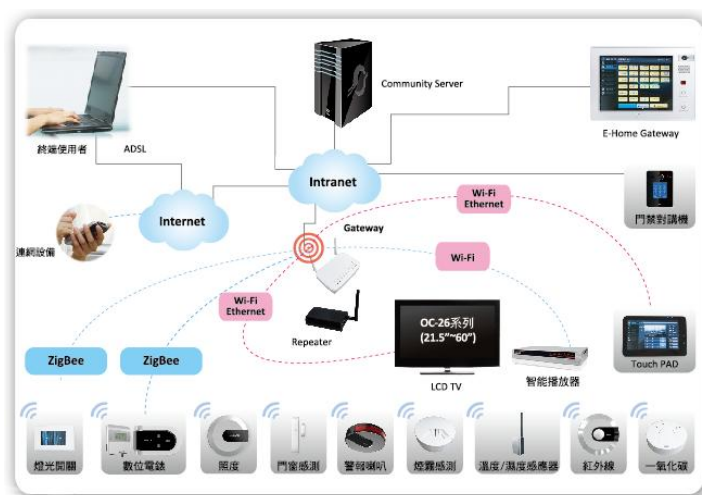 Community Server
E-Home Gateway
終端使用者
ADSL
Intranet
Internet
連網設備
門禁對講機
Wi-Fi
Ethernet
Gateway
Wi-Fi
Wi-Fi
Ethernet
Repeater
OC-26系列
(21.5"~60")
LCD TV
智能播放器
Touch PAD
ZigBee
ZigBee
燈光開關
數位電錶
照度
門窗感測
警報喇叭
煙霧感測
溫度/濕度感應器
紅外線
一氧化碳